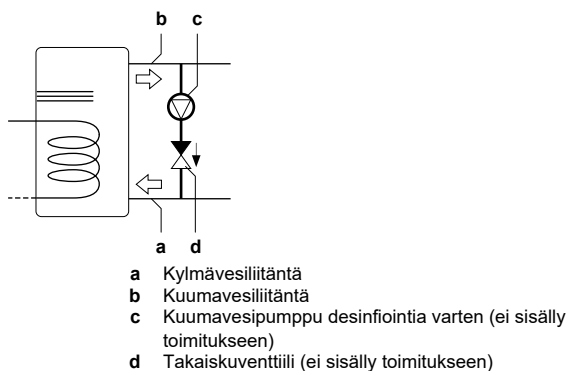 b c
a d
a Kylmävesiliitäntä
b Kuumavesiliitäntä
c Kuumavesipumppu desinfiointia varten (ei sisälly
toimitukseen)
d Takaiskuventtiili (ei sisälly toimitukseen)